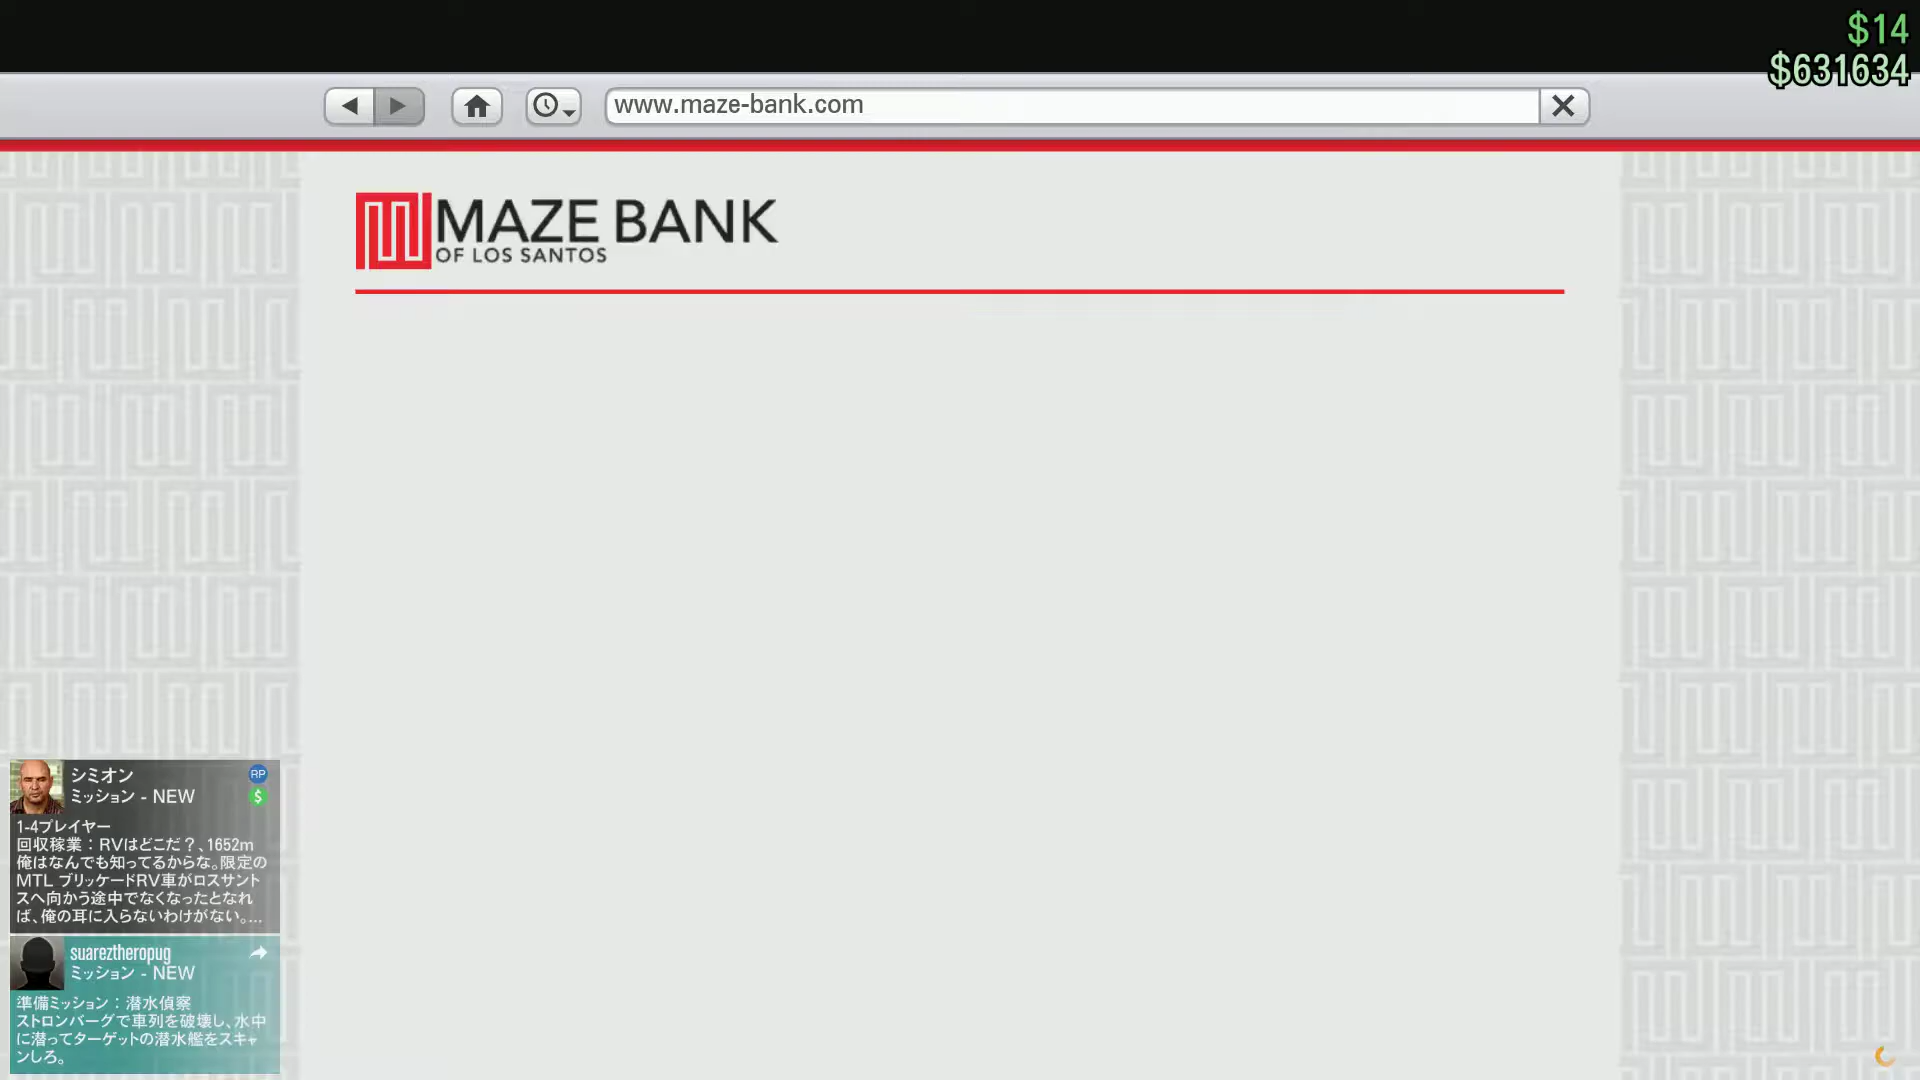 $14
$631634
www.maze-bank.com
MAZE BANK
OF LOS SANTOS
シミオン
RP
ミッション - NEW
$
1-4プレイヤー
回収稼業：RVはどこだ？、1652m
俺はなんでも知ってるからな。限定の
MTL ブリッケードRV車がロスサント
スへ向かう途中でなくなったとなれ
ば、俺の耳に入らないわけがない。...
suareztheropug
ミッション - NEW
準備ミッション：潜水偵察
ストロンバーグで車列を破壊し、水中
に潜ってターゲットの潜水艦をスキャ
ンしろ。